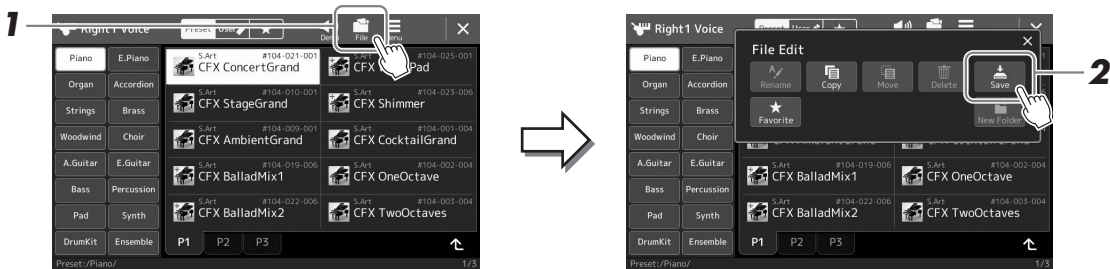 1
Right1 Voice
Preset User
File
Menu
Piano E.Piano
Organ Accordion
Strings Brass
Woodwind Choir
A.Guitar E.Guitar
Bass Percussion
Pad Synth
DrumKit Ensemble
S.Art #104-021-001
CFX ConcertGrand
#104-025-001
CFX Pad
S.Art #104-010-001
CFX StageGrand
S.Art #104-023-006
CFX Shimmer
S.Art #104-009-001
CFX AmbientGrand
S.Art #104-001-004
CFX CocktailGrand
S.Art #104-019-006
CFX BalladMix1
S.Art #104-002-004
CFX OneOctave
S.Art #104-022-006
CFX BalladMix2
S.Art #104-003-004
CFX TwoOctaves
P1 P2 P3
Preset:/Piano/ 1/3
Right1 Voice
File Edit
Rename Copy Move Delete Save
Favorite New Folder
2
Piano E.Piano
Organ Accordion
Strings Brass
Woodwind Choir
A.Guitar E.Guitar
Bass Percussion
Pad Synth
DrumKit Ensemble
S.Art #104-019-006
CFX BalladMix1
S.Art #104-002-004
CFX OneOctave
S.Art #104-022-006
CFX BalladMix2
S.Art #104-003-004
CFX TwoOctaves
P1 P2 P3
Preset:/Piano/ 1/3